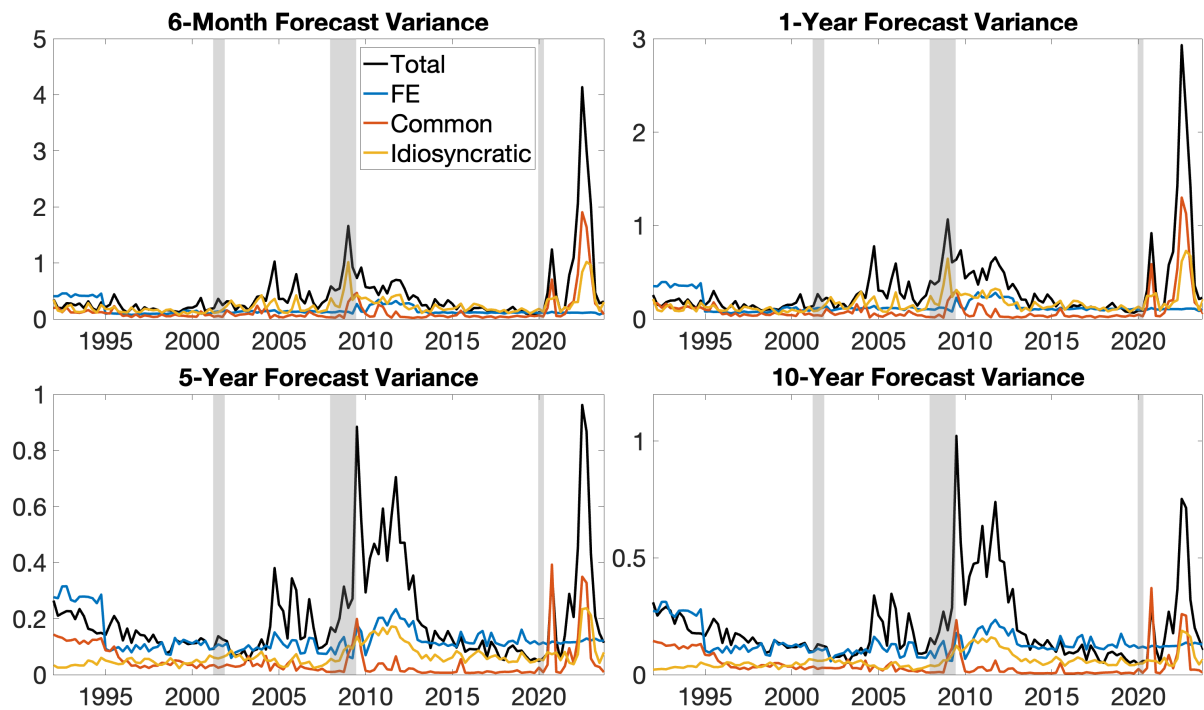 6-Month Forecast Variance
5
4
3
2
1
0
1995 2000 2005 2010 2015 2020
Total
FE
Common
Idiosyncratic
1-Year Forecast Variance
3
2
1
0
1995 2000 2005 2010 2015 2020
5-Year Forecast Variance
1
0.8
0.6
0.4
0.2
0
1995 2000 2005 2010 2015 2020
10-Year Forecast Variance
1
0.5
0
1995 2000 2005 2010 2015 2020